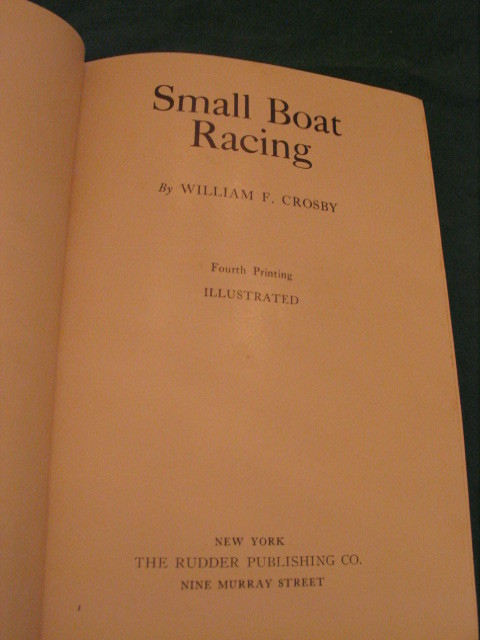 Small Boat
Racing
By WILLIAM F. CROSBY
Fourth Printing
ILLUSTRATED
NEW YORK
THE RUDDER PUBLISHING CO.
NINE MURRAY STREET